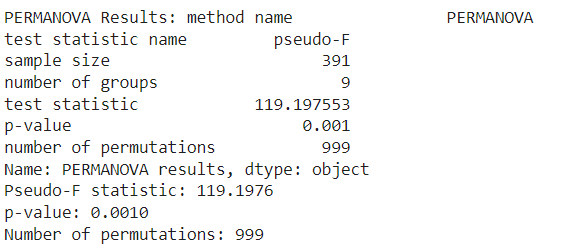 PERMANOVA Results: method name                PERMANOVA
test statistic name        pseudo-F
sample size                     391
number of groups                  9
test statistic           119.197553
p-value                       0.001
number of permutations          999
Name: PERMANOVA results, dtype: object
Pseudo-F statistic: 119.1976
p-value: 0.0010
Number of permutations: 999